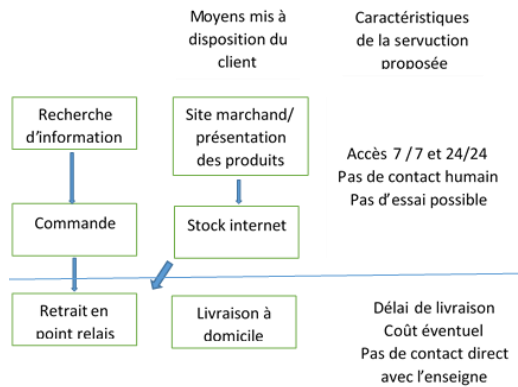 Moyens mis à
disposition du
client
Caractéristiques
de la servuction
proposée
Recherche
d'information
Site marchand/
présentation
des produits
Accès 7 / 7 et 24/24
Pas de contact humain
Pas d'essai possible
Commande
Stock internet
Retrait en
point relais
Livraison à
domicile
Délai de livraison
Coût éventuel
Pas de contact direct
avec l'enseigne